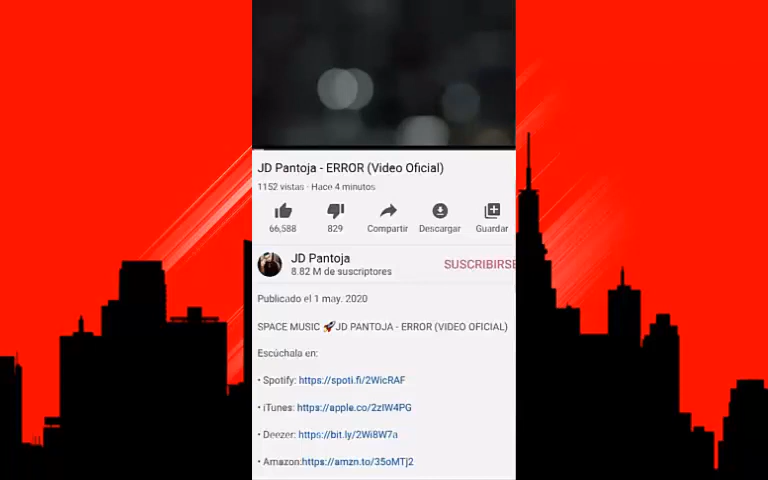 JD Pantoja - ERROR (Video Oficial)
1152 vistas · Hace 4 minutos
66,588 829 Compartir Descargar Guardar
JD Pantoja
8.82 M de suscriptores
SUSCRIBIRSE
Publicado el 1 may. 2020
SPACE MUSIC 🚀JD PANTOJA - ERROR (VIDEO OFICIAL)
Escúchala en:
• Spotify: https://spoti.fi/2WicRAF
• iTunes: https://apple.co/2zIW4PG
• Deezer: https://bit.ly/2Wi8W7a
• Amazon:https://amzn.to/35oMTj2